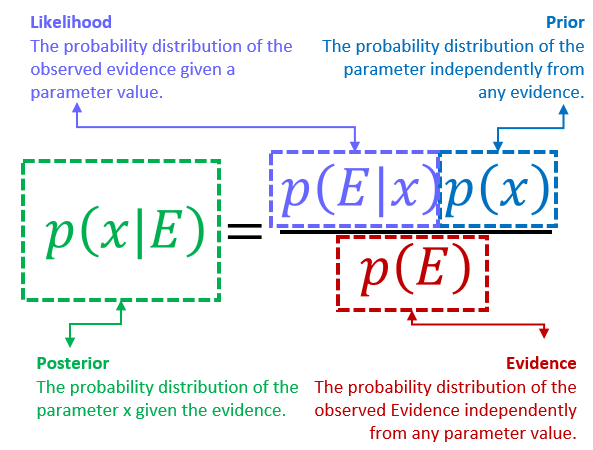 Likelihood
The probability distribution of the
observed evidence given a
parameter value.
Prior
The probability distribution of the
parameter independently from
any evidence.
p(x|E) = p(E|x) p(x)
p(E)
Posterior
The probability distribution of the
parameter x given the evidence.
Evidence
The probability distribution of the
observed Evidence independently
from any parameter value.